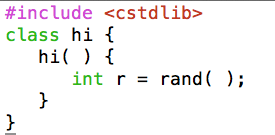 #include <cstdlib>
class hi {
   hi( ) {
      int r = rand( );
   }
}